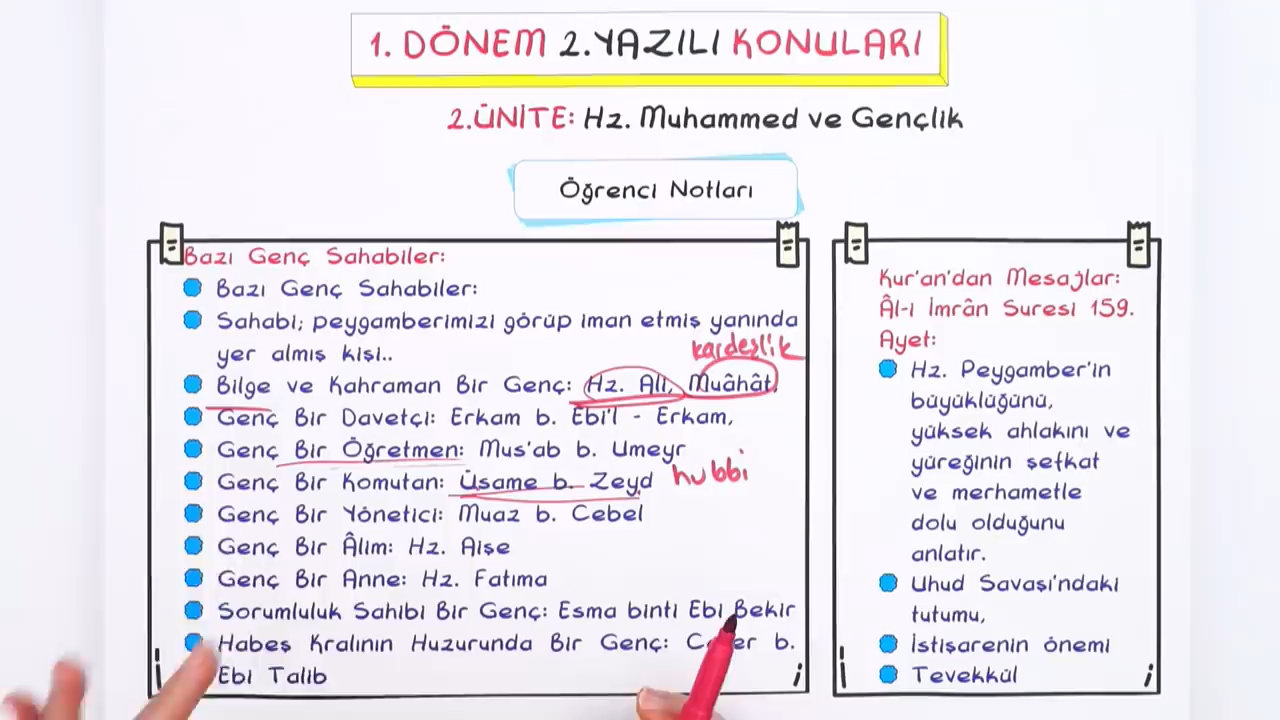 1. DÖNEM 2.YAZILI KONULARI
2.ÜNİTE: Hz. Muhammed ve Gençlik
Öğrenci Notları
Bazı Genç Sahabiler:
Bazı Genç Sahabiler:
Sahabi; peygamberimizi görüp iman etmiş yanında
yer almış kişi..
kardeşlik
Bilge ve Kahraman Bir Genç: Hz. Ali, Muâhât,
Genç Bir Davetçi: Erkam b. Ebi'l - Erkam,
Genç Bir Öğretmen: Mus'ab b. Umeyr
Genç Bir Komutan: Üsame b. Zeyd hubbi
Genç Bir Yönetici: Muaz b. Cebel
Genç Bir Âlim: Hz. Aişe
Genç Bir Anne: Hz. Fatıma
Sorumluluk Sahibi Bir Genç: Esma binti Ebi Bekir
Habeş Kralının Huzurunda Bir Genç: b.
Ebi Talib
Kur'an'dan Mesajlar:
Âl-i İmrân Suresi 159.
Ayet:
Hz. Peygamber'in
büyüklüğünü,
yüksek ahlakını ve
yüreğinin şefkat
ve merhametle
dolu olduğunu
anlatır.
Uhud Savaşı'ndaki
tutumu,
İstişarenin önemi
Tevekkül